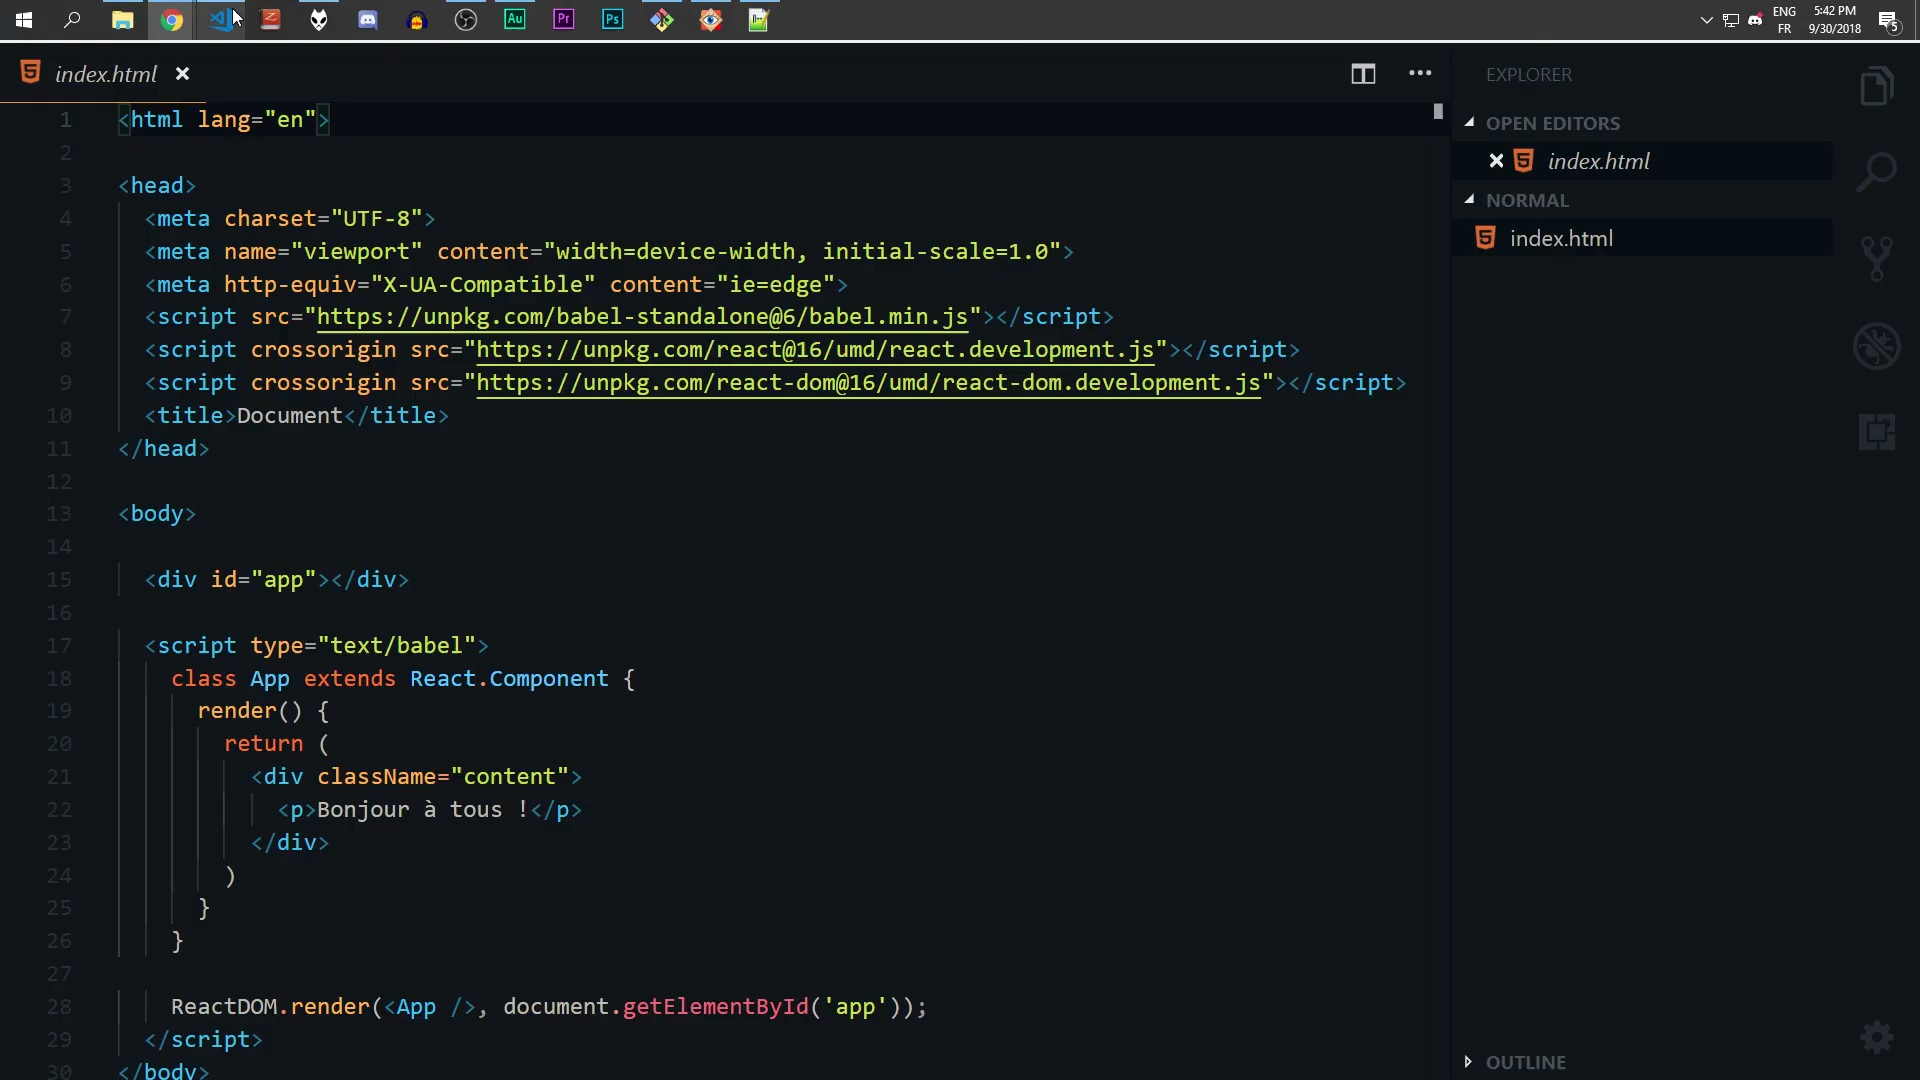 Au
Pr
Ps
ENG
FR
5:42 PM
9/30/2018
5
index.html
EXPLORER
OPEN EDITORS
index.html
NORMAL
index.html
OUTLINE
1 <html lang="en">
2
3 <head>
4 <meta charset="UTF-8">
5 <meta name="viewport" content="width=device-width, initial-scale=1.0">
6 <meta http-equiv="X-UA-Compatible" content="ie=edge">
7 <script src="https://unpkg.com/babel-standalone@6/babel.min.js"></script>
8 <script crossorigin src="https://unpkg.com/react@16/umd/react.development.js"></script>
9 <script crossorigin src="https://unpkg.com/react-dom@16/umd/react-dom.development.js"></script>
10 <title>Document</title>
11 </head>
12
13 <body>
14
15 <div id="app"></div>
16
17 <script type="text/babel">
18 class App extends React.Component {
19 render() {
20 return (
21 <div className="content">
22 <p>Bonjour à tous !</p>
23 </div>
24 )
25 }
26 }
27
28 ReactDOM.render(<App />, document.getElementById('app'));
29 </script>
30 </body>